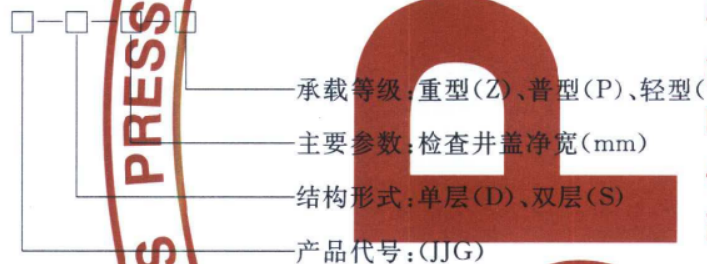 □—□—□—□
承载等级:重型(Z)、普型(P)、轻型(
主要参数:检查井盖净宽(mm)
结构形式:单层(D)、双层(S)
产品代号:(JJG)
PRESS
S
P